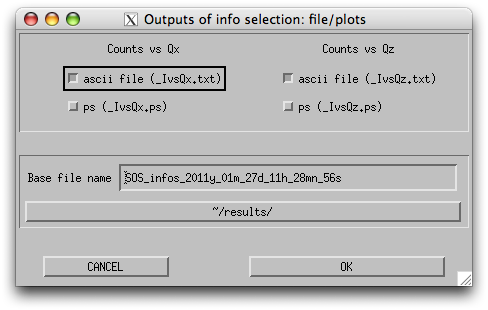 Outputs of info selection: file/plots
Counts vs Qx
Counts vs Qz
ascii file (_IvsQx.txt)
ascii file (_IvsQz.txt)
ps (_IvsQx.ps)
ps (_IvsQz.ps)
Base file name SOS_infos_2011y_01m_27d_11h_28mn_56s
~/results/
CANCEL
OK